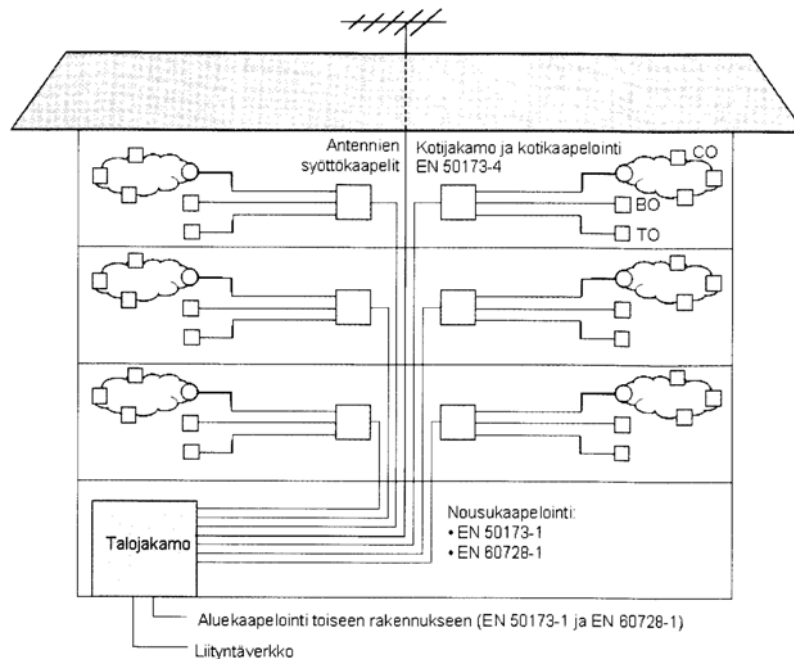 Antennien
syöttökaapelit
Kotijakamo ja kotikaapelointi
EN 50173-4
CO
BO
TO
Talojakamo
Nousukaapelointi:
• EN 50173-1
• EN 60728-1
Aluekaapelointi toiseen rakennukseen (EN 50173-1 ja EN 60728-1)
Liityntäverkko